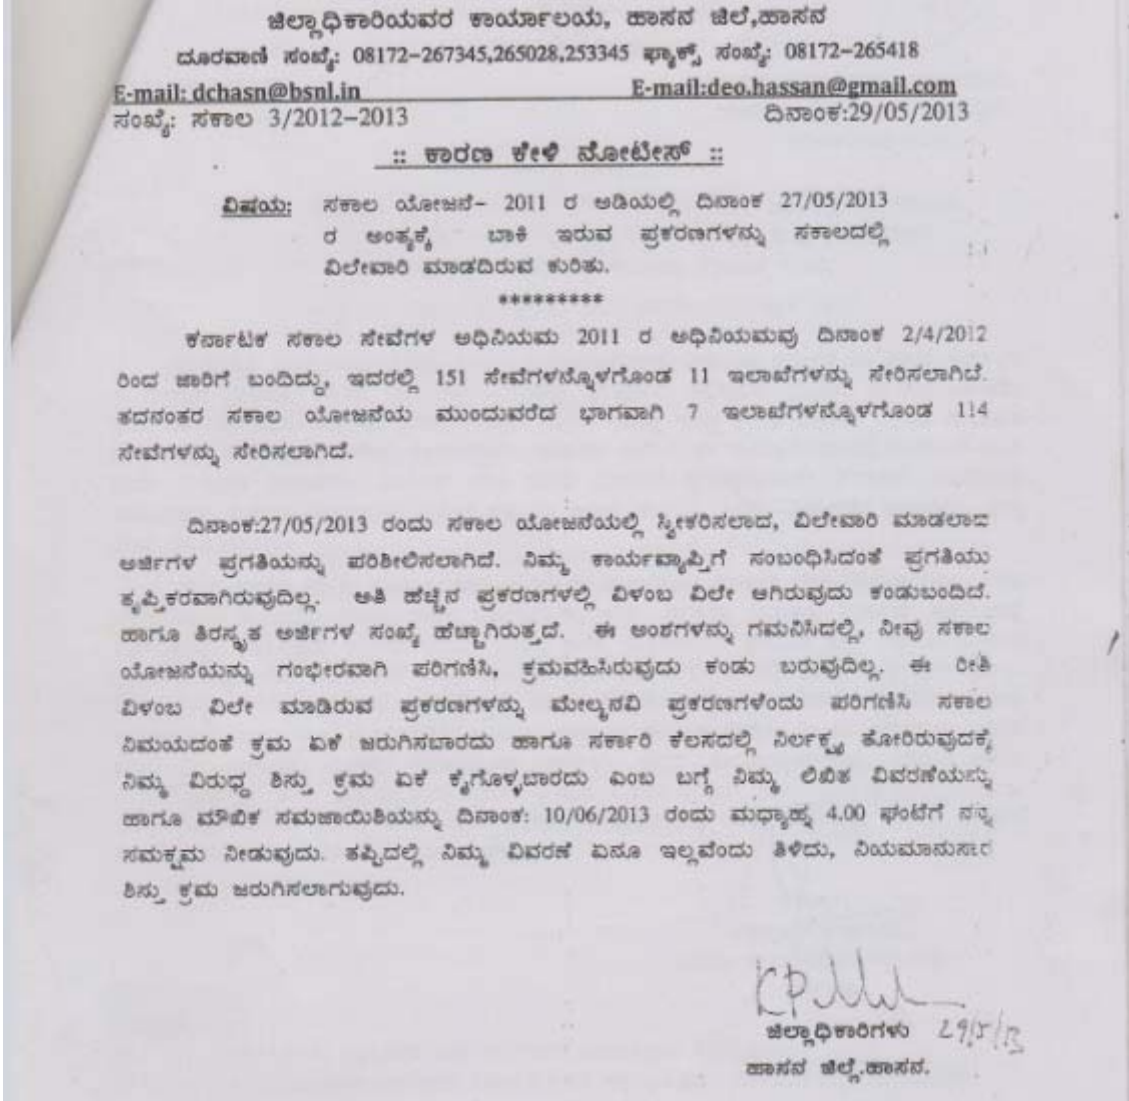 ಜಿಲ್ಲಾಧಿಕಾರಿಯವರ ಕಾರ್ಯಾಲಯ, ಹಾಸನ ಜಿಲೆ,ಹಾಸನ
ದೂರವಾಣಿ ಸಂಖ್ಯೆ: 08172-267345,265028,253345 ಫ್ಯಾಕ್ಸ್ ಸಂಖ್ಯೆ: 08172-265418
E-mail: dchasn@bsnl.in E-mail:deo.hassan@gmail.com
ಸಂಖ್ಯೆ: ಸಕಾಲ 3/2012-2013 ದಿನಾಂಕ:29/05/2013
:: ಕಾರಣ ಕೇಳಿ ನೋಟೀಸ್ ::
ವಿಷಯ: ಸಕಾಲ ಯೋಜನೆ- 2011 ರ ಅಡಿಯಲ್ಲಿ ದಿನಾಂಕ 27/05/2013
ರ ಅಂತ್ಯಕ್ಕೆ ಬಾಕಿ ಇರುವ ಪ್ರಕರಣಗಳನ್ನು ಸಕಾಲದಲ್ಲಿ
ವಿಲೇವಾರಿ ಮಾಡದಿರುವ ಕುರಿತು.
*********
ಕರ್ನಾಟಕ ಸಕಾಲ ಸೇವೆಗಳ ಅಧಿನಿಯಮ 2011 ರ ಅಧಿನಿಯಮವು ದಿನಾಂಕ 2/4/2012
ರಿಂದ ಜಾರಿಗೆ ಬಂದಿದ್ದು, ಇದರಲ್ಲಿ 151 ಸೇವೆಗಳನ್ನೊಳಗೊಂಡ 11 ಇಲಾಖೆಗಳನ್ನು ಸೇರಿಸಲಾಗಿದೆ.
ತದನಂತರ ಸಕಾಲ ಯೋಜನೆಯ ಮುಂದುವರೆದ ಭಾಗವಾಗಿ 7 ಇಲಾಖೆಗಳನ್ನೊಳಗೊಂಡ 114
ಸೇವೆಗಳನ್ನು ಸೇರಿಸಲಾಗಿದೆ.
ದಿನಾಂಕ:27/05/2013 ರಂದು ಸಕಾಲ ಯೋಜನೆಯಲ್ಲಿ ಸ್ವೀಕರಿಸಲಾದ, ವಿಲೇವಾರಿ ಮಾಡಲಾದ
ಅರ್ಜಿಗಳ ಪ್ರಗತಿಯನ್ನು ಪರಿಶೀಲಿಸಲಾಗಿದೆ. ನಿಮ್ಮ ಕಾರ್ಯವ್ಯಾಪ್ತಿಗೆ ಸಂಬಂಧಿಸಿದಂತೆ ಪ್ರಗತಿಯು
ತೃಪ್ತಿಕರವಾಗಿರುವುದಿಲ್ಲ. ಅತಿ ಹೆಚ್ಚಿನ ಪ್ರಕರಣಗಳಲ್ಲಿ ವಿಳಂಬ ವಿಲೇ ಆಗಿರುವುದು ಕಂಡುಬಂದಿದೆ.
ಹಾಗೂ ತಿರಸ್ಕೃತ ಅರ್ಜಿಗಳ ಸಂಖ್ಯೆ ಹೆಚ್ಚಾಗಿರುತ್ತದೆ. ಈ ಅಂಶಗಳನ್ನು ಗಮನಿಸಿದಲ್ಲಿ, ನೀವು ಸಕಾಲ
ಯೋಜನೆಯನ್ನು ಗಂಭೀರವಾಗಿ ಪರಿಗಣಿಸಿ, ಕ್ರಮವಹಿಸಿರುವುದು ಕಂಡು ಬರುವುದಿಲ್ಲ. ಈ ರೀತಿ
ವಿಳಂಬ ವಿಲೇ ಮಾಡಿರುವ ಪ್ರಕರಣಗಳನ್ನು ಮೇಲ್ಮನವಿ ಪ್ರಕರಣಗಳೆಂದು ಪರಿಗಣಿಸಿ ಸಕಾಲ
ನಿಮಯದಂತೆ ಕ್ರಮ ಏಕೆ ಜರುಗಿಸಬಾರದು ಹಾಗೂ ಸರ್ಕಾರಿ ಕೆಲಸದಲ್ಲಿ ನಿರ್ಲಕ್ಷ್ಯ ತೋರಿರುವುದಕ್ಕೆ
ನಿಮ್ಮ ವಿರುದ್ಧ ಶಿಸ್ತು ಕ್ರಮ ಏಕೆ ಕೈಗೊಳ್ಳಬಾರದು ಎಂಬ ಬಗ್ಗೆ ನಿಮ್ಮ ಲಿಖಿತ ವಿವರಣೆಯನ್ನು
ಹಾಗೂ ಮೌಖಿಕ ಸಮಜಾಯಿಶಿಯನ್ನು ದಿನಾಂಕ: 10/06/2013 ರಂದು ಮಧ್ಯಾಹ್ನ 4.00 ಘಂಟೆಗೆ ನನ್ನ
ಸಮಕ್ಷಮ ನೀಡುವುದು. ತಪ್ಪಿದಲ್ಲಿ ನಿಮ್ಮ ವಿವರಣೆ ಏನೂ ಇಲ್ಲವೆಂದು ತಿಳಿದು, ನಿಯಮಾನುಸಾರ
ಶಿಸ್ತು ಕ್ರಮ ಜರುಗಿಸಲಾಗುವುದು.
ಜಿಲ್ಲಾಧಿಕಾರಿಗಳು 29/5/13
ಹಾಸನ ಜಿಲ್ಲೆ.ಹಾಸನ.